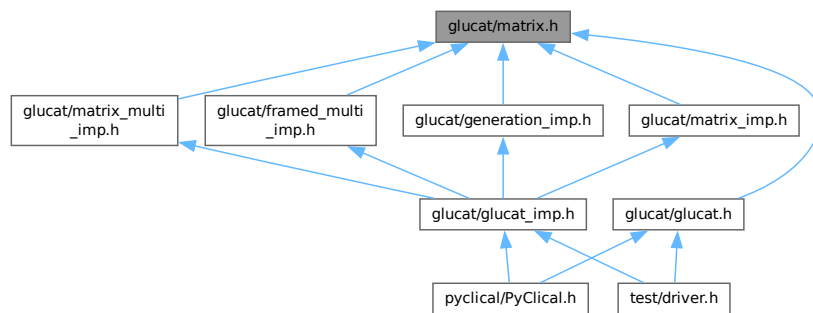 glucat/matrix.h
glucat/matrix_multi
_imp.h
glucat/framed_multi
_imp.h
glucat/generation_imp.h
glucat/matrix_imp.h
glucat/glucat_imp.h
glucat/glucat.h
pyclical/PyClical.h
test/driver.h